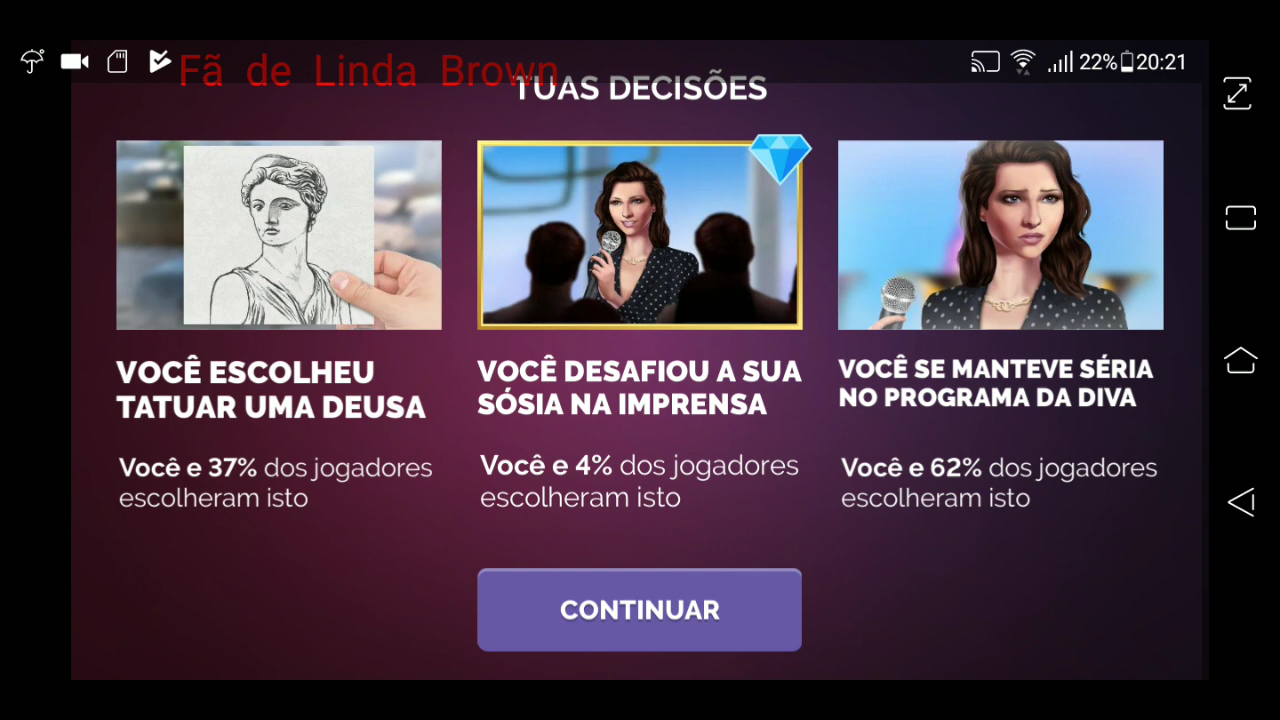 22% 20:21
Fã de Linda Brown
TUAS DECISÕES
VOCÊ ESCOLHEU
TATUAR UMA DEUSA
Você e 37% dos jogadores
escolheram isto
VOCÊ DESAFIOU A SUA
SÓSIA NA IMPRENSA
Você e 4% dos jogadores
escolheram isto
VOCÊ SE MANTEVE SÉRIA
NO PROGRAMA DA DIVA
Você e 62% dos jogadores
escolheram isto
CONTINUAR